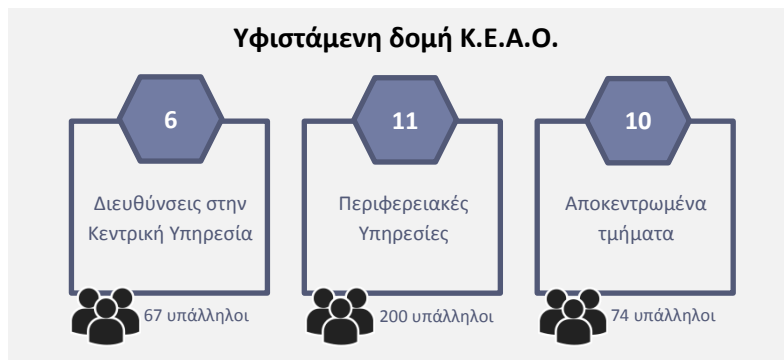 Υφιστάμενη δομή Κ.Ε.Α.Ο.
6
Διευθύνσεις στην
Κεντρική Υπηρεσία
67 υπάλληλοι
11
Περιφερειακές
Υπηρεσίες
200 υπάλληλοι
10
Αποκεντρωμένα
τμήματα
74 υπάλληλοι